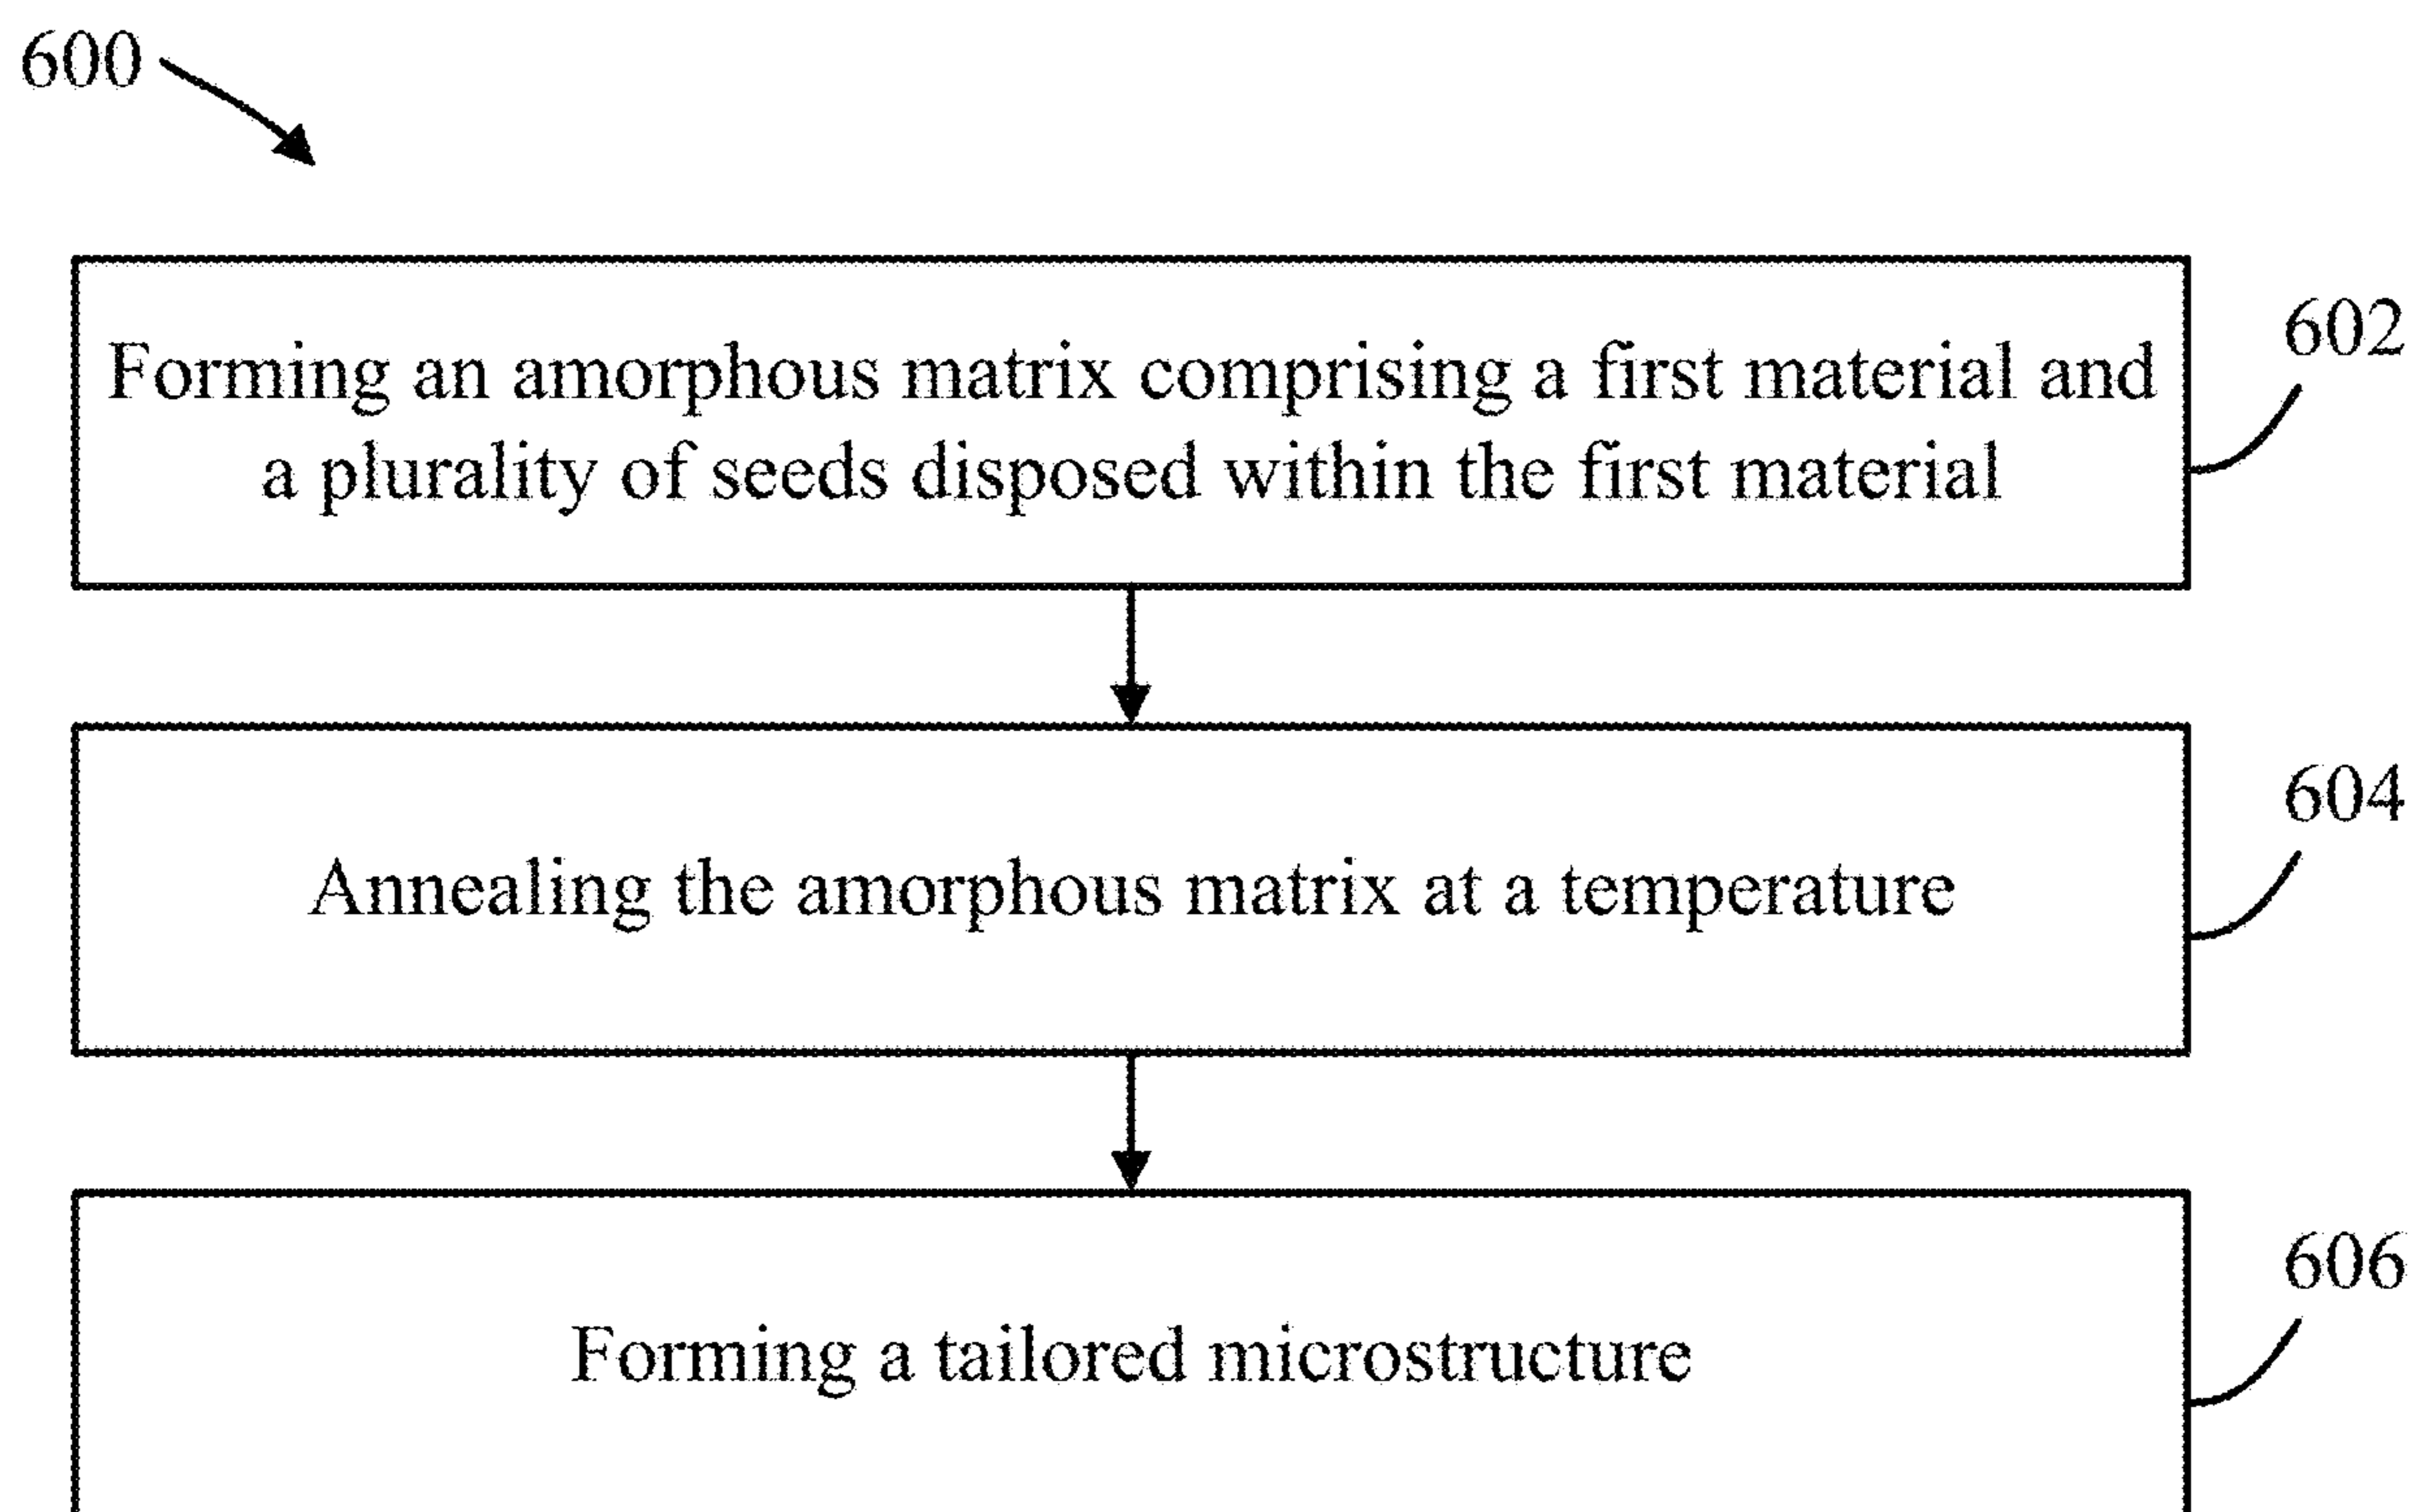 600
602
Forming an amorphous matrix comprising a first material and
a plurality of seeds disposed within the first material
604
Annealing the amorphous matrix at a temperature
606
Forming a tailored microstructure